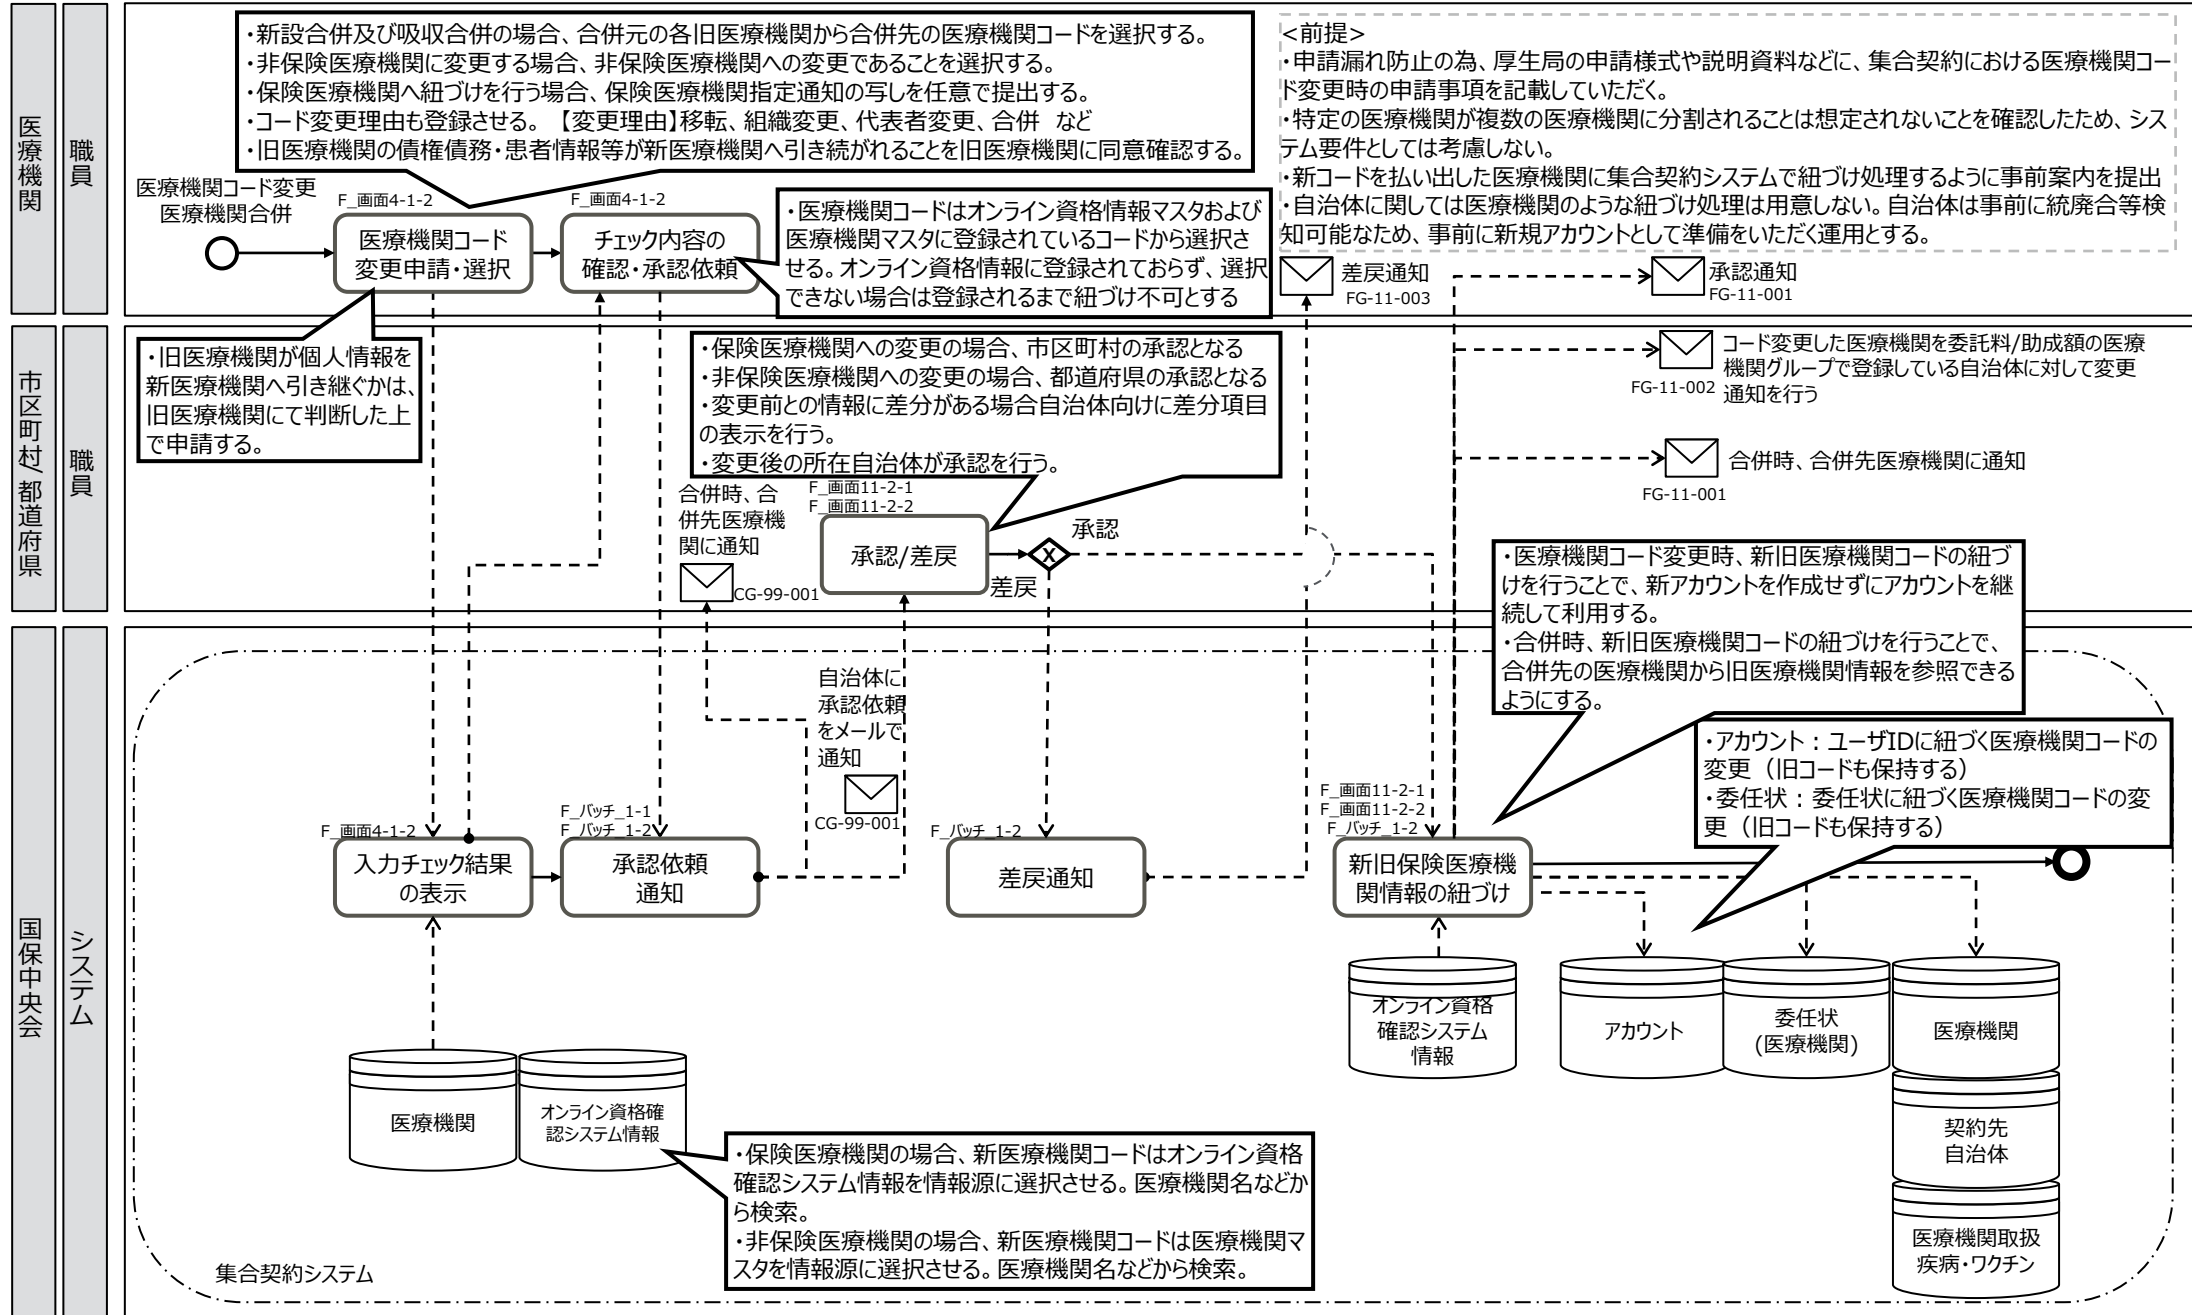 ・新設合併及び吸収合併の場合、合併元の各旧医療機関から合併先の医療機関コードを選択する。
・非保険医療機関に変更する場合、非保険医療機関への変更であることを選択する。
・保険医療機関へ紐づけを行う場合、保険医療機関指定通知の写しを任意で提出する。
・コード変更理由も登録させる。【変更理由】移転、組織変更、代表者変更、合併 など
・旧医療機関の債権債務・患者情報等が新医療機関へ引き続がれることを旧医療機関に同意確認する。
<前提>
・申請漏れ防止の為、厚生局の申請様式や説明資料などに、集合契約における医療機関コー
ド変更時の申請事項を記載していただく。
・特定の医療機関が複数の医療機関に分割されることは想定されないことを確認したため、シス
テム要件としては考慮しない。
・新コードを払い出した医療機関に集合契約システムで紐づけ処理するように事前案内を提出
・自治体に関しては医療機関のような紐づけ処理は用意しない。自治体は事前に統廃合等検
知可能なため、事前に新規アカウントとして準備をいただく運用とする。
医療機関
職員
医療機関コード変更
医療機関合併
F_画面4-1-2
医療機関コード
変更申請・選択
F_画面4-1-2
チェック内容の
確認・承認依頼
・医療機関コードはオンライン資格情報マスタおよび
医療機関マスタに登録されているコードから選択さ
せる。オンライン資格情報に登録されておらず、選択
できない場合は登録されるまで紐づけ不可とする
差戻通知
FG-11-003
承認通知
FG-11-001
市区町村/都道府県
職員
・旧医療機関が個人情報を
新医療機関へ引き継ぐかは、
旧医療機関にて判断した上
で申請する。
・保険医療機関への変更の場合、市区町村の承認となる
・非保険医療機関への変更の場合、都道府県の承認となる
・変更前との情報に差分がある場合自治体向けに差分項目
の表示を行う。
・変更後の所在自治体が承認を行う。
コード変更した医療機関を委託料/助成額の医療
機関グループで登録している自治体に対して変更
通知を行う
FG-11-002
合併時、合併先医療機関に通知
FG-11-001
合併時、合
併先医療機
関に通知
CG-99-001
F_画面11-2-1
F_画面11-2-2
承認/差戻
X
承認
差戻
・医療機関コード変更時、新旧医療機関コードの紐づ
けを行うことで、新アカウントを作成せずにアカウントを継
続して利用する。
・合併時、新旧医療機関コードの紐づけを行うことで、
合併先の医療機関から旧医療機関情報を参照できる
ようにする。
国保中央会
システム
自治体に
承認依頼
をメールで
通知
CG-99-001
・アカウント：ユーザIDに紐づく医療機関コードの
変更（旧コードも保持する）
・委任状：委任状に紐づく医療機関コードの変
更（旧コードも保持する）
F_画面4-1-2
入力チェック結果
の表示
F_バッチ_1-1
F_バッチ_1-2
承認依頼
通知
F_バッチ_1-2
差戻通知
F_画面11-2-1
F_画面11-2-2
F_バッチ_1-2
新旧保険医療機
関情報の紐づけ
オンライン資格
確認システム
情報
アカウント
委任状
(医療機関)
医療機関
契約先
自治体
医療機関取扱
疾病・ワクチン
医療機関
オンライン資格確
認システム情報
・保険医療機関の場合、新医療機関コードはオンライン資格
確認システム情報を情報源に選択させる。医療機関名などか
ら検索。
・非保険医療機関の場合、新医療機関コードは医療機関マ
スタを情報源に選択させる。医療機関名などから検索。
集合契約システム